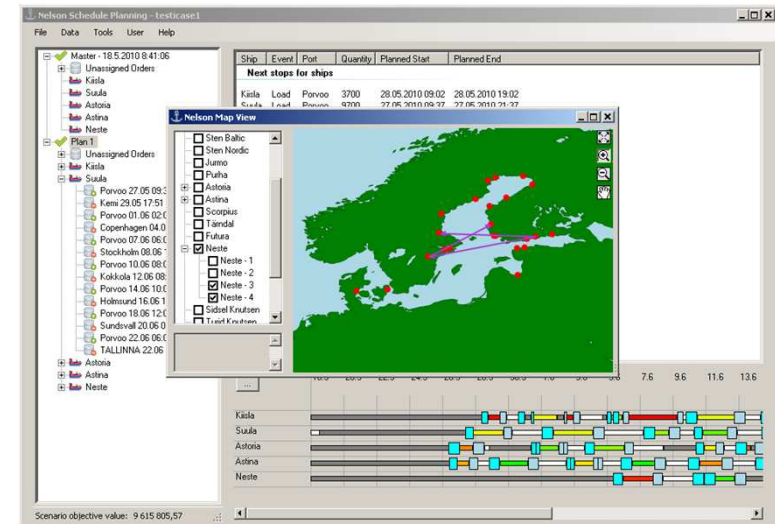 Nelson Schedule Planning - testicase1
File Data Tools User Help
Master - 18.5.2010 8:41:06
Unassigned Orders
Kiisla
Suula
Astoria
Astina
Neste
Plan 1
Unassigned Orders
Kiisla
Suula
Porvoo 27.05 09:3
Kemi 29.05 17:51
Porvoo 01.06 02:0
Copenhagen 04.0
Porvoo 07.06 06:0
Stockholm 08.06
Porvoo 10.06 08:0
Kokkola 12.06 08:
Porvoo 14.06 10:0
Holmsund 16.06 1
Porvoo 18.06 12:0
Sundsvall 20.06 0
Porvoo 22.06 06:0
TALLINNA 22.06
Astoria
Astina
Neste
Scenario objective value: 9 615 805,57
Ship Event Port Quantity Planned Start Planned End
Next stops for ships
Kiisla Load Porvoo 3700 28.05.2010 09:02 28.05.2010 19:02
Suula Load Porvoo 9700 27.05.2010 09:37 27.05.2010 21:37
Nelson Map View
Sten Baltic
Sten Nordic
Jurmo
Purha
Astoria
Astina
Scorpius
Tärndal
Futura
Neste
Neste - 1
Neste - 2
Neste - 3
Neste - 4
Sidsel Knutsen
Turid Knutsen
...
7.6 9.6 11.6 13.6
Kiisla
Suula
Astoria
Astina
Neste